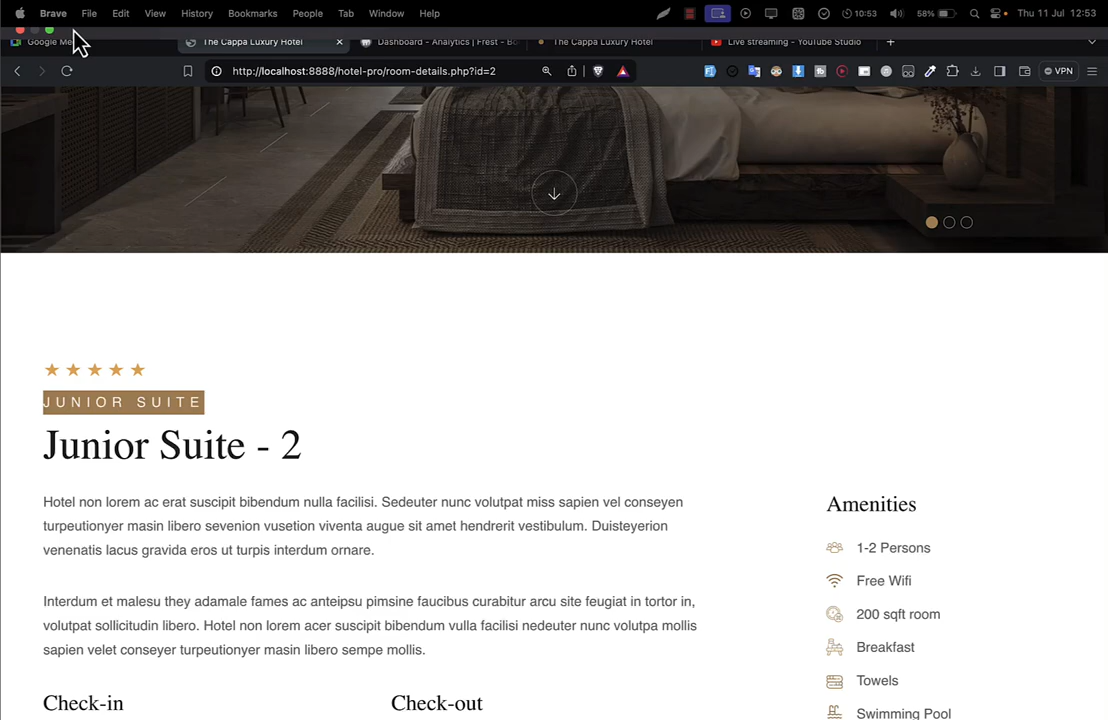 Brave File Edit View History Bookmarks People Tab Window Help 10:53 58% Thu 11 Jul 12:53
Google Me The Cappa Luxury Hotel Dashboard - Analytics | Frest - Bo The Cappa Luxury Hotel Live streaming - YouTube Studio
http://localhost:8888/hotel-pro/room-details.php?id=2 VPN
JUNIOR SUITE
Junior Suite - 2
Hotel non lorem ac erat suscipit bibendum nulla facilisi. Sedeuter nunc volutpat miss sapien vel conseyen
turpeutionyer masin libero sevenion vusetion viventa augue sit amet hendrerit vestibulum. Duisteyerion
venenatis lacus gravida eros ut turpis interdum ornare.
Interdum et malesu they adamale fames ac anteipsu pimsine faucibus curabitur arcu site feugiat in tortor in,
volutpat sollicitudin libero. Hotel non lorem acer suscipit bibendum vulla facilisi nedeuter nunc volutpa mollis
sapien velet conseyer turpeutionyer masin libero sempe mollis.
Check-in Check-out
Amenities
1-2 Persons
Free Wifi
200 sqft room
Breakfast
Towels
Swimming Pool